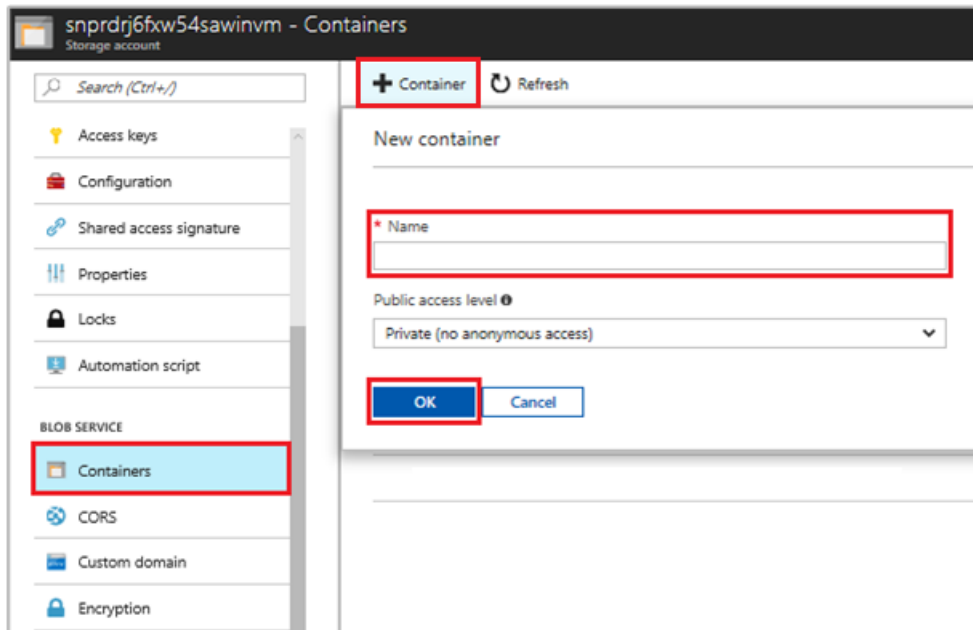 snprdrj6fxw54sawinvm - Containers
Storage account
Search (Ctrl+/)
Access keys
Configuration
Shared access signature
Properties
Locks
Automation script
BLOB SERVICE
Containers
CORS
Custom domain
Encryption
Container Refresh
New container
* Name
Public access level
Private (no anonymous access)
OK Cancel